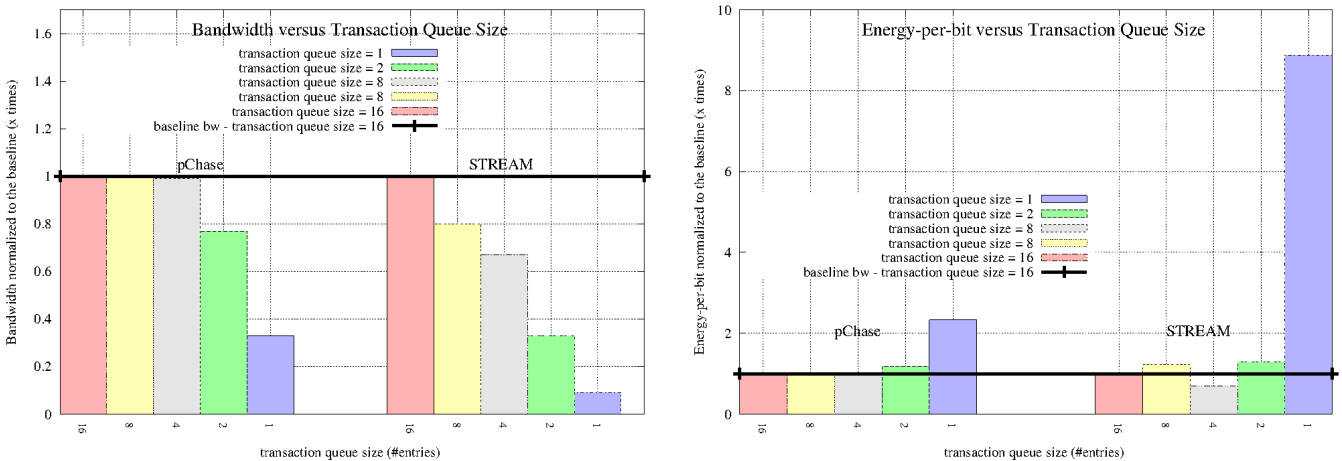 Bandwidth versus Transaction Queue Size
transaction queue size = 1
transaction queue size = 2
transaction queue size = 8
transaction queue size = 8
transaction queue size = 16
baseline bw - transaction queue size = 16
pChase
STREAM
Bandwidth normalized to the baseline (x times)
1.6
1.4
1.2
1
0.8
0.6
0.4
0.2
0
16
8
4
2
1
16
8
4
2
1
transaction queue size (#entries)
Energy-per-bit versus Transaction Queue Size
transaction queue size = 1
transaction queue size = 2
transaction queue size = 8
transaction queue size = 8
transaction queue size = 16
baseline bw - transaction queue size = 16
pChase
STREAM
Energy-per-bit normalized to the baseline (x times)
10
8
6
4
2
0
16
8
4
2
1
16
8
4
2
1
transaction queue size (#entries)